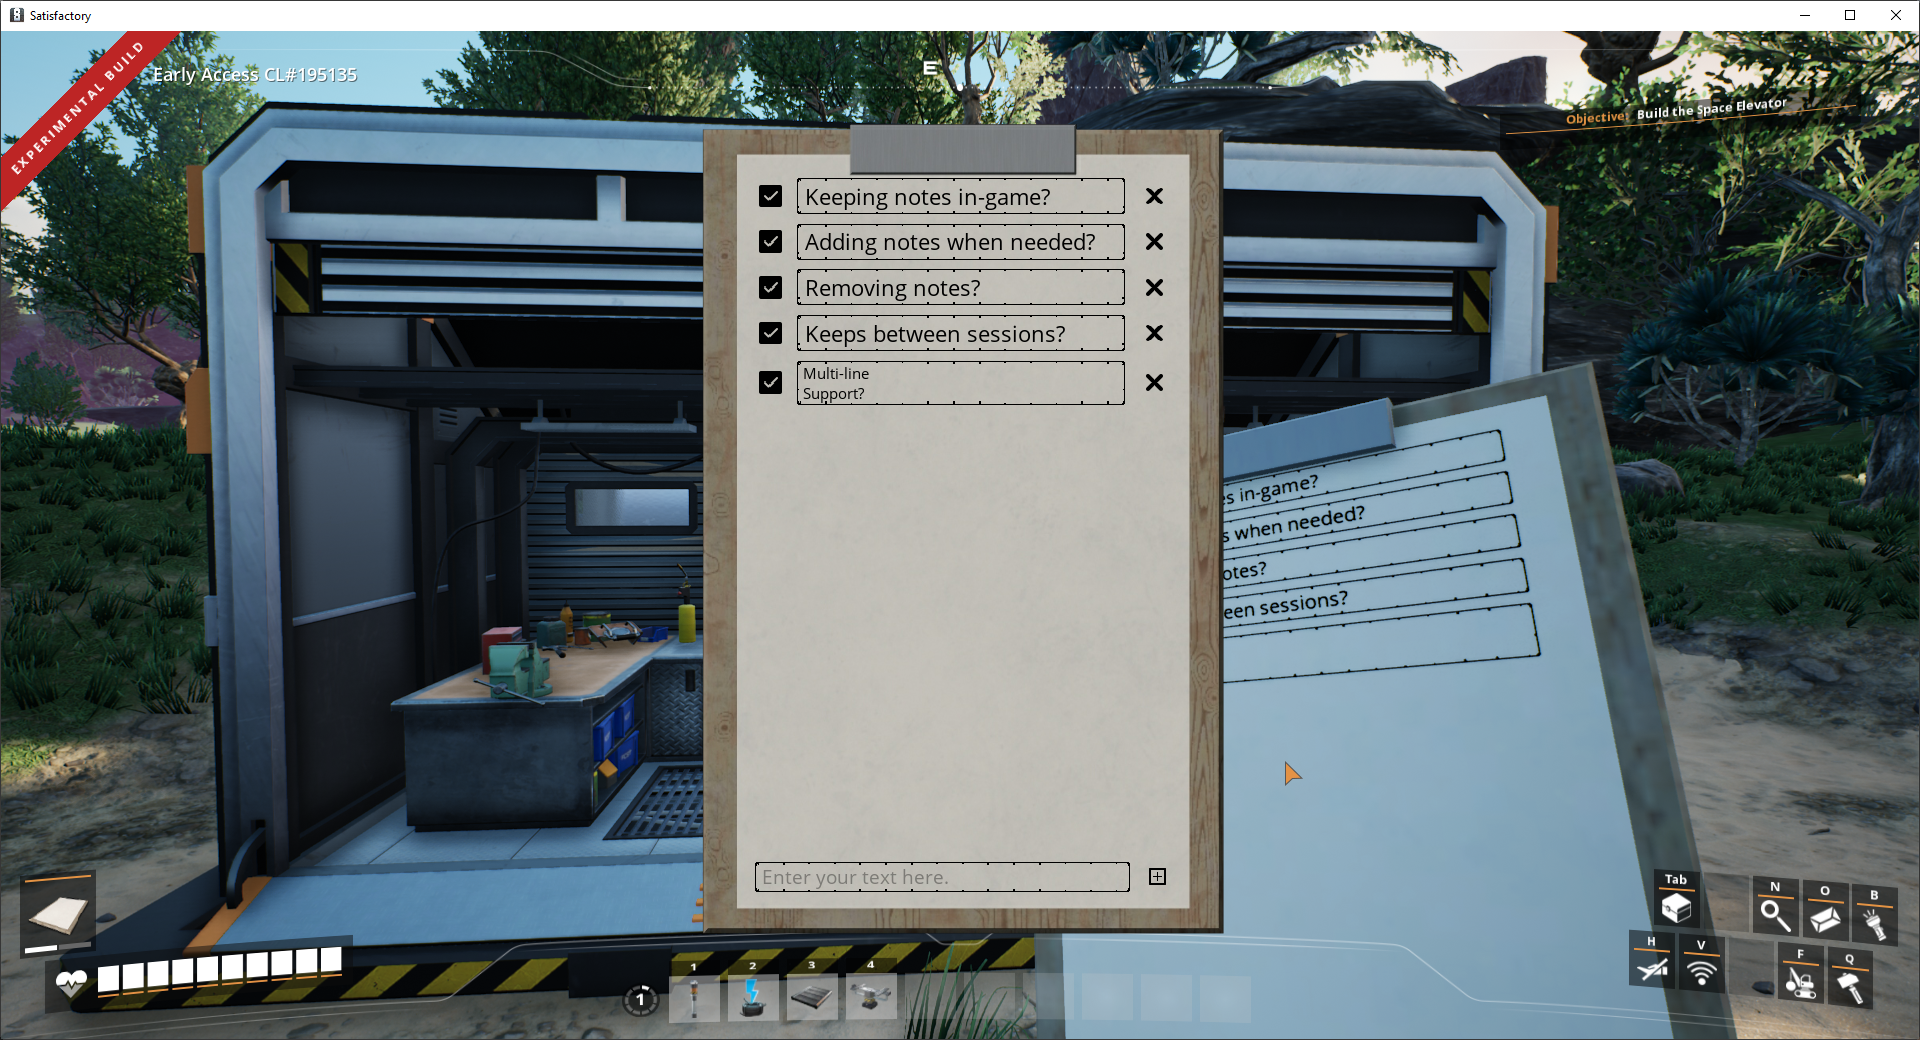 Satisfactory
EXPERIMENTAL BUILD
Early Access CL#195135
E
Objective: Build the Space Elevator
Keeping notes in-game?
Adding notes when needed?
Removing notes?
Keeps between sessions?
Multi-line
Support?
Enter your text here.
s in-game?
s when needed?
otes?
een sessions?
1
1
2
3
4
Tab
N
O
B
H
V
F
Q